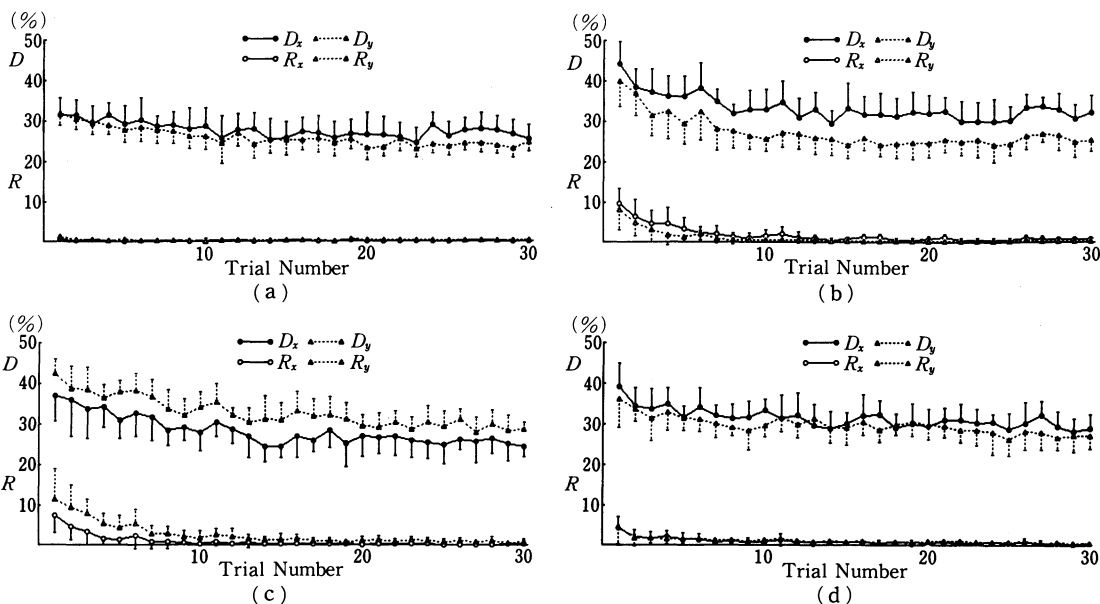 (%)
50
D
40
30
20
R
10
D_x D_y
R_x R_y
10 20 30
Trial Number
(a)
(%)
50
D
40
30
20
R
10
D_x D_y
R_x R_y
10 20 30
Trial Number
(b)
(%)
50
D
40
30
20
R
10
D_x D_y
R_x R_y
10 20 30
Trial Number
(c)
(%)
50
D
40
30
20
R
10
D_x D_y
R_x R_y
10 20 30
Trial Number
(d)